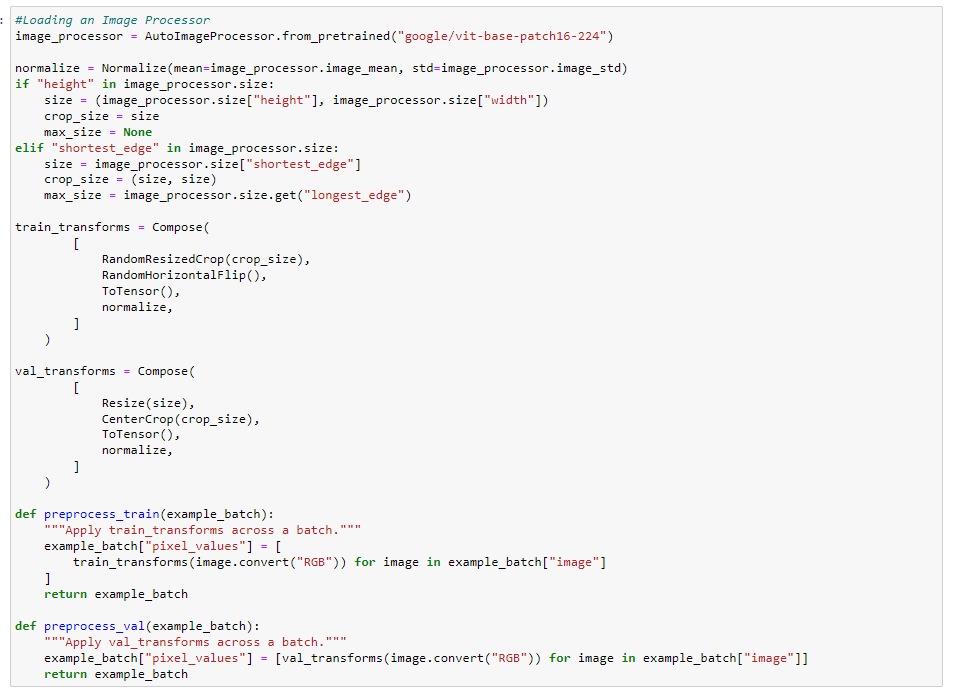 :
#Loading an Image Processor
image_processor = AutoImageProcessor.from_pretrained("google/vit-base-patch16-224")

normalize = Normalize(mean=image_processor.image_mean, std=image_processor.image_std)
if "height" in image_processor.size:
    size = (image_processor.size["height"], image_processor.size["width"])
    crop_size = size
    max_size = None
elif "shortest_edge" in image_processor.size:
    size = image_processor.size["shortest_edge"]
    crop_size = (size, size)
    max_size = image_processor.size.get("longest_edge")

train_transforms = Compose(
        [
            RandomResizedCrop(crop_size),
            RandomHorizontalFlip(),
            ToTensor(),
            normalize,
        ]
    )

val_transforms = Compose(
        [
            Resize(size),
            CenterCrop(crop_size),
            ToTensor(),
            normalize,
        ]
    )

def preprocess_train(example_batch):
    """Apply train_transforms across a batch."""
    example_batch["pixel_values"] = [
        train_transforms(image.convert("RGB")) for image in example_batch["image"]
    ]
    return example_batch

def preprocess_val(example_batch):
    """Apply val_transforms across a batch."""
    example_batch["pixel_values"] = [val_transforms(image.convert("RGB")) for image in example_batch["image"]]
    return example_batch